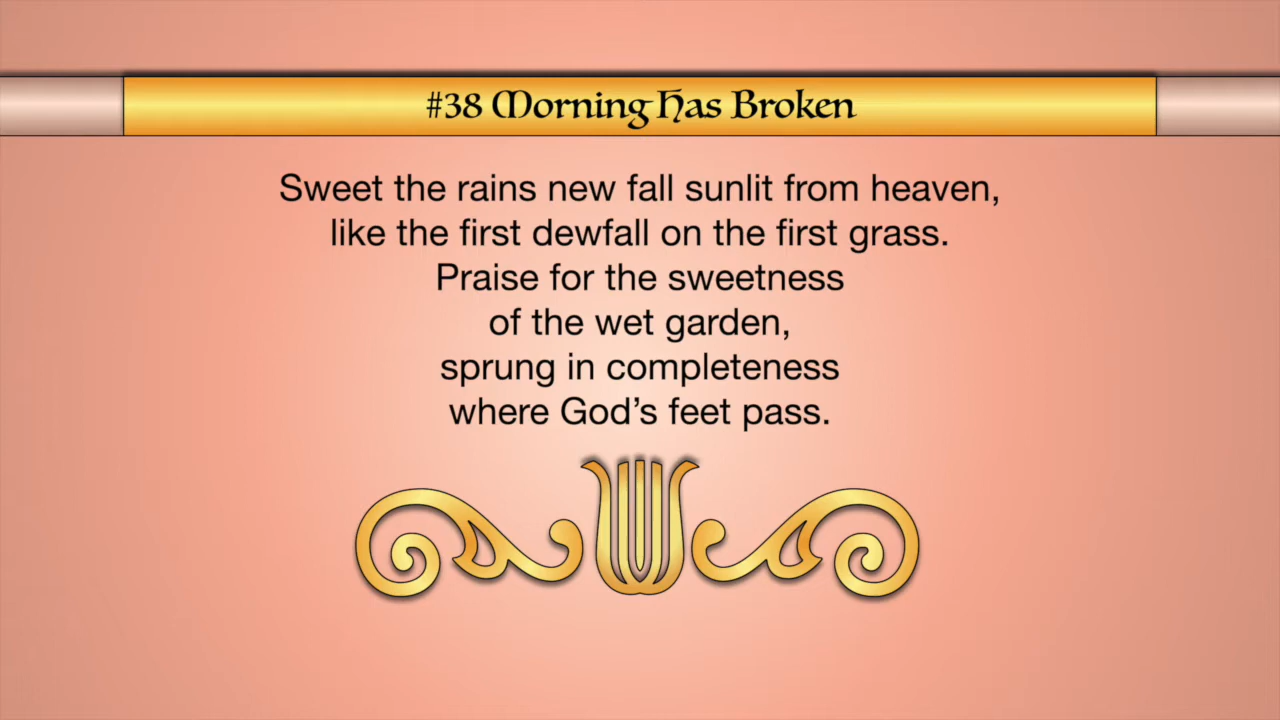 #38 Morning Has Broken
Sweet the rains new fall sunlit from heaven,
like the first dewfall on the first grass.
Praise for the sweetness
of the wet garden,
sprung in completeness
where God’s feet pass.